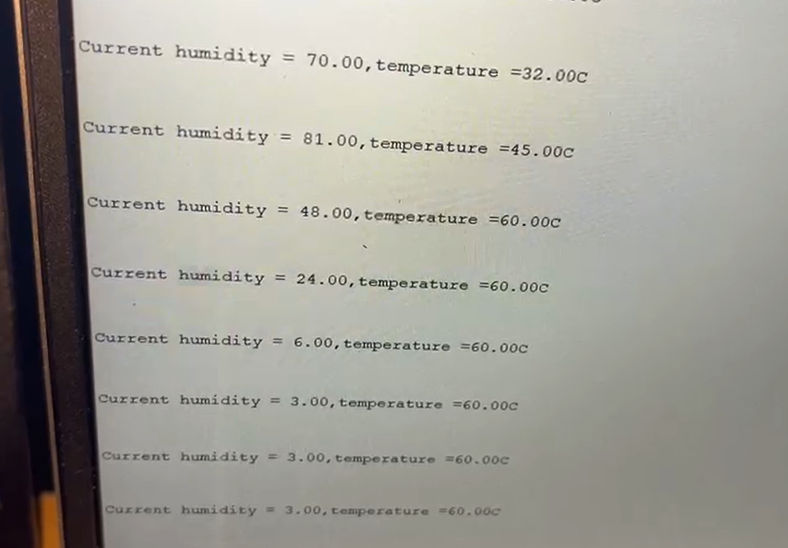 Current humidity = 70.00,temperature =32.00C
Current humidity = 81.00,temperature =45.00C
Current humidity = 48.00,temperature =60.00C
Current humidity = 24.00,temperature =60.00C
Current humidity = 6.00,temperature =60.00C
Current humidity = 3.00,temperature =60.00C
Current humidity = 3.00,temperature =60.00C
Current humidity = 3.00,temperature =60.00C